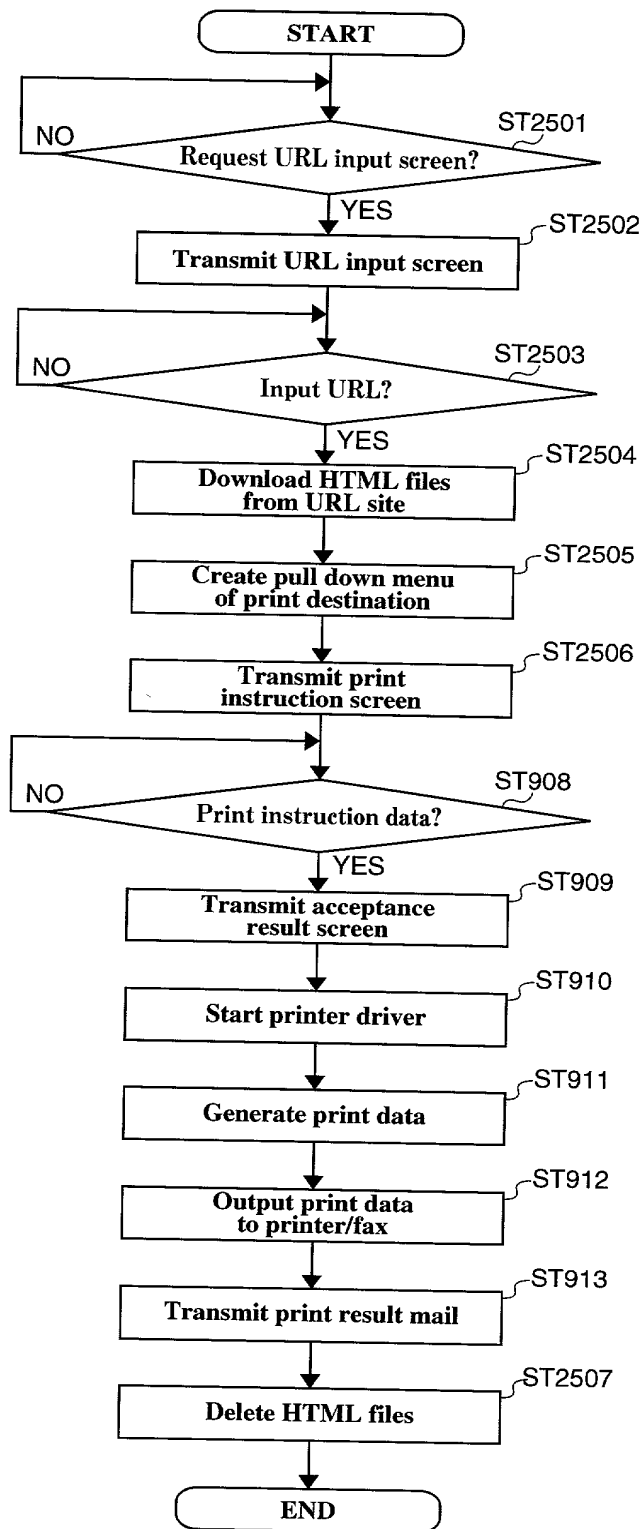 START
ST2501
NO
Request URL input screen?
YES
ST2502
Transmit URL input screen
ST2503
NO
Input URL?
YES
ST2504
Download HTML files
from URL site
ST2505
Create pull down menu
of print destination
ST2506
Transmit print
instruction screen
ST908
NO
Print instruction data?
YES
ST909
Transmit acceptance
result screen
ST910
Start printer driver
ST911
Generate print data
ST912
Output print data
to printer/fax
ST913
Transmit print result mail
ST2507
Delete HTML files
END